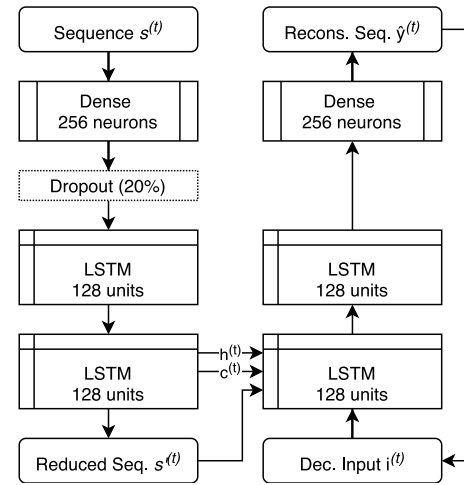 Sequence s^(t)
Dense
256 neurons
Dropout (20%)
LSTM
128 units
LSTM
128 units
Reduced Seq. s'^(t)
h^(t)
c^(t)
Recons. Seq. ŷ^(t)
Dense
256 neurons
LSTM
128 units
LSTM
128 units
Dec. Input i^(t)